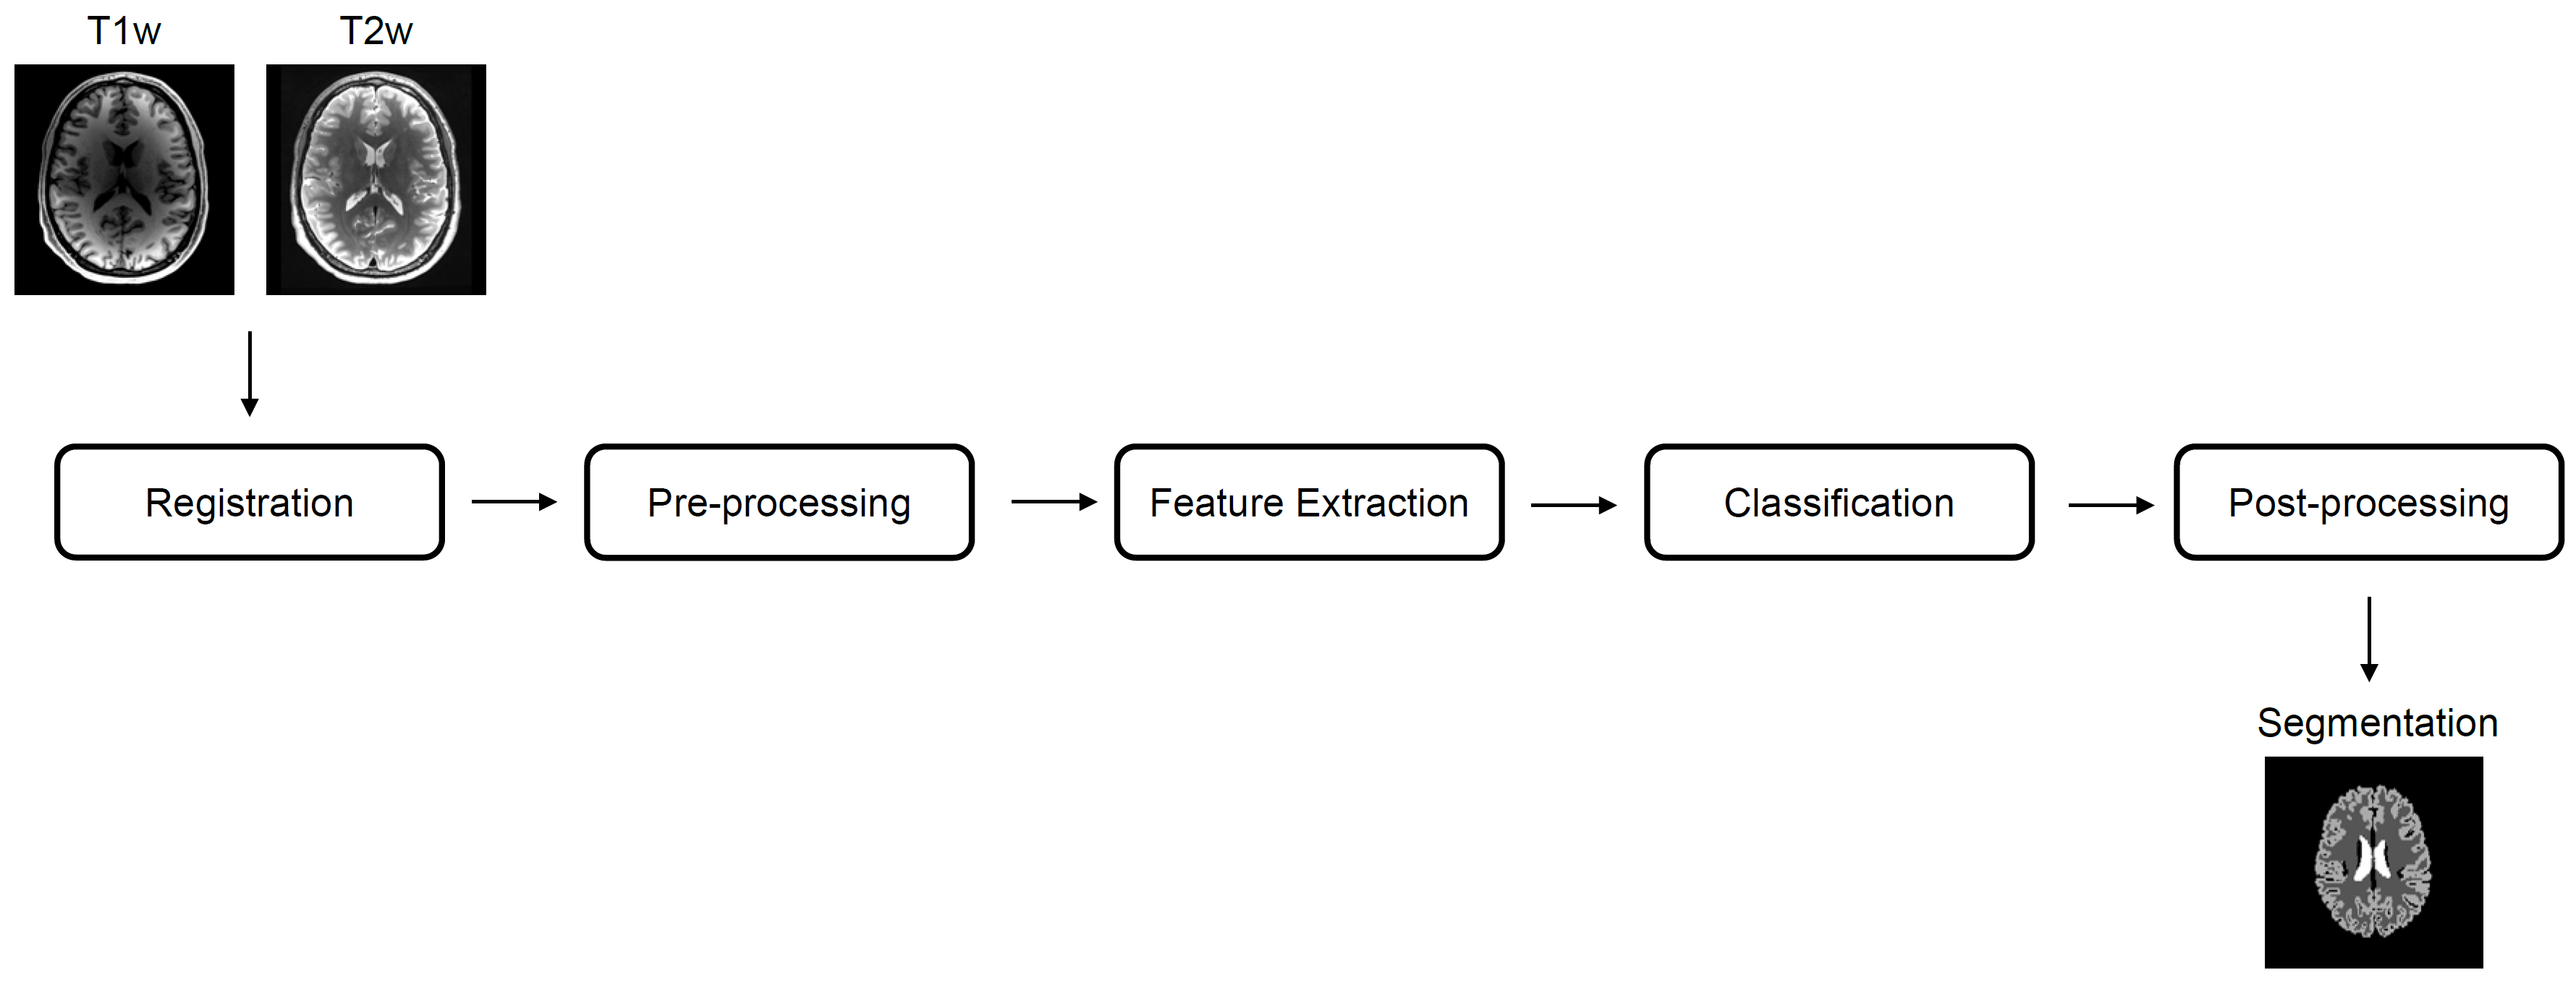 T1w
T2w
Registration
Pre-processing
Feature Extraction
Classification
Post-processing
Segmentation